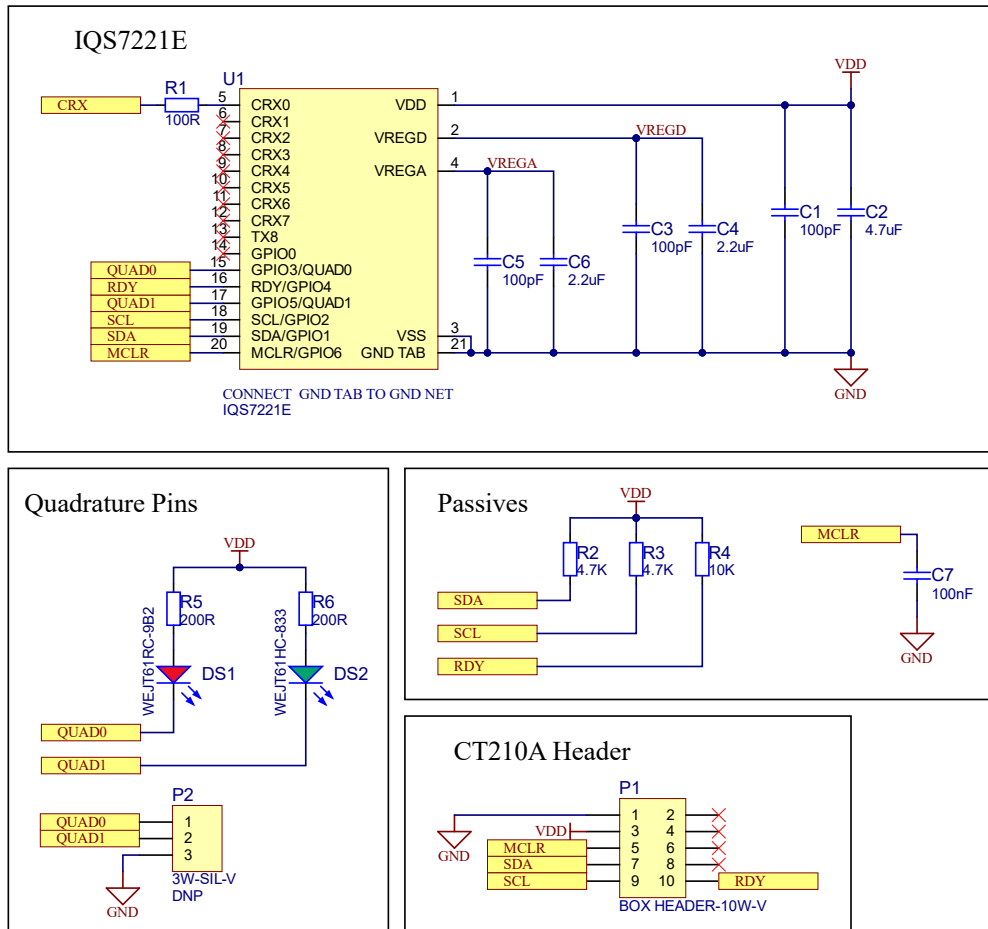 IQS7221E
U1
VDD
CRX
R1
100R
5 CRX0 VDD 1
6 CRX1
7 CRX2 VREGD 2 VREGD
8 CRX3
9 CRX4 VREGA 4 VREGA
10 CRX5
11 CRX6
12 CRX7
13 TX8
14 GPIO0
QUAD0 15 GPIO3/QUAD0
RDY 16 RDY/GPIO4
QUAD1 17 GPIO5/QUAD1
SCL 18 SCL/GPIO2
SDA 19 SDA/GPIO1 VSS 3
MCLR 20 MCLR/GPIO6 GND TAB 21
C5
100pF
C6
2.2uF
C3
100pF
C4
2.2uF
C1
100pF
C2
4.7uF
GND
CONNECT GND TAB TO GND NET
IQS7221E
Quadrature Pins
VDD
R5
200R
R6
200R
WEJT61RC-9B2
DS1
WEJT61HC-833
DS2
QUAD0
QUAD1
P2
QUAD0 1
QUAD1 2
3
3W-SIL-V
DNP
GND
Passives
VDD
R2
4.7K
R3
4.7K
R4
10K
SDA
SCL
RDY
MCLR
C7
100nF
GND
CT210A Header
P1
1 2
VDD 3 4
MCLR 5 6
SDA 7 8
SCL 9 10 RDY
GND
BOX HEADER-10W-V